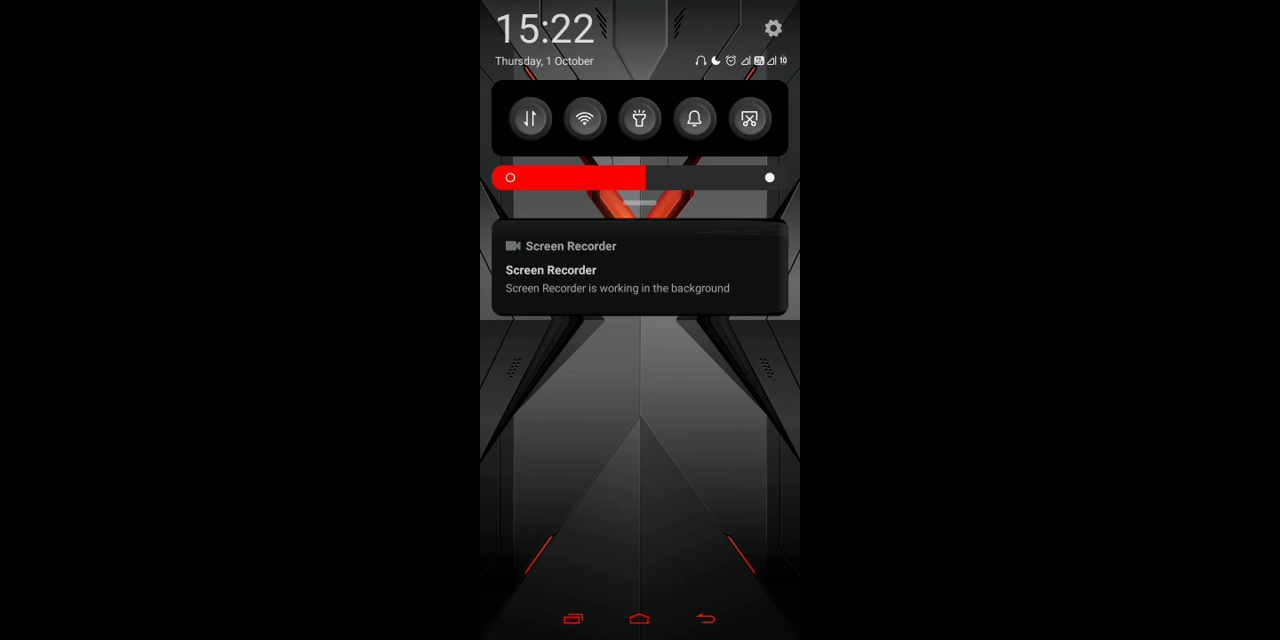 15:22
Thursday, 1 October
Screen Recorder
Screen Recorder
Screen Recorder is working in the background